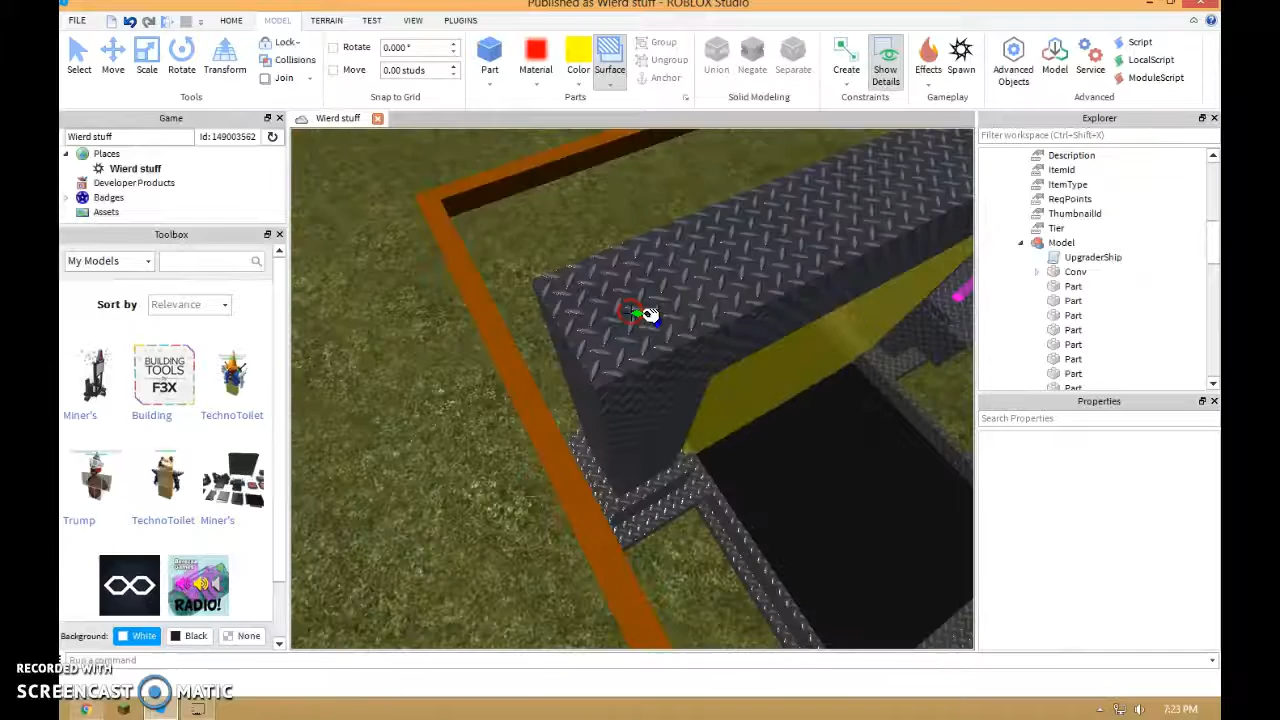 Published as Wierd stuff - ROBLOX Studio
FILE HOME MODEL TERRAIN TEST VIEW PLUGINS
Select Move Scale Rotate Transform
Lock
Collisions
Join
Tools
Rotate 0.000 °
Move 0.00 studs
Snap to Grid
Part Material Color Surface
Group
Ungroup
Anchor
Parts
Union Negate Separate
Solid Modeling
Create Show Details
Constraints
Effects Spawn
Gameplay
Advanced Objects Model Service
Script
LocalScript
ModuleScript
Advanced
Game
Wierd stuff Id: 149003562
Places
Wierd stuff
Developer Products
Badges
Assets
Toolbox
My Models
Sort by Relevance
BUILDING TOOLS by F3X
Miner's Building TechnoToilet
Trump TechnoToilet Miner's
RADIO!
Background: White Black None
Run a command
Wierd stuff
Explorer
Filter workspace (Ctrl+Shift+X)
Description
ItemId
ItemType
ReqPoints
ThumbnailId
Tier
Model
UpgraderShip
Conv
Part
Part
Part
Part
Part
Part
Part
Part
Properties
Search Properties
RECORDED WITH
SCREENCAST MATIC
7:23 PM